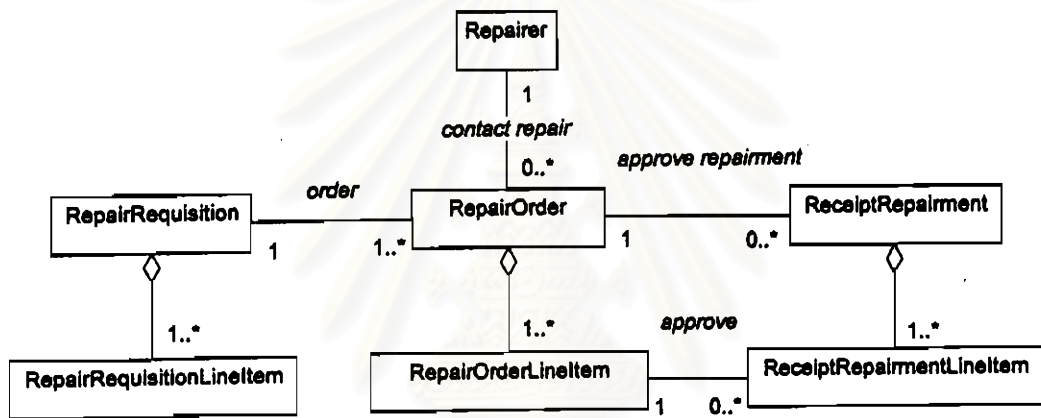 Repairer
1
contact repair
0..*
approve repairment
order
RepairRequisition
RepairOrder
ReceiptRepairment
1
1..*
1
0..*
1..*
1..*
approve
1..*
RepairRequisitionLineItem
RepairOrderLineItem
ReceiptRepairmentLineItem
1
0..*